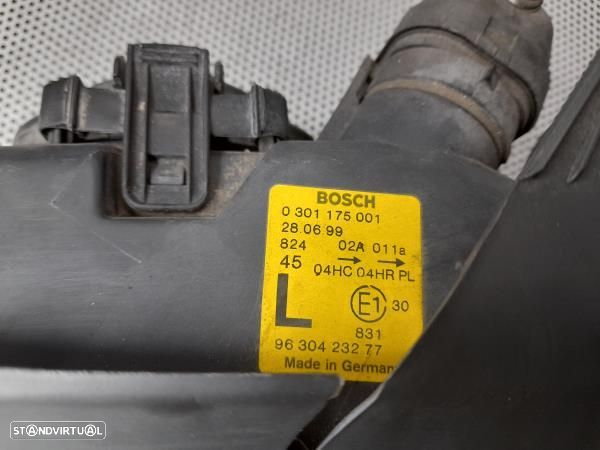 BOSCH
0 301 175 001
28.06.99
824 02A 011a
45 → → 04HC 04HR PL
L E1 30
831
96 304 232 77
Made in German
STANDVIRTUAL